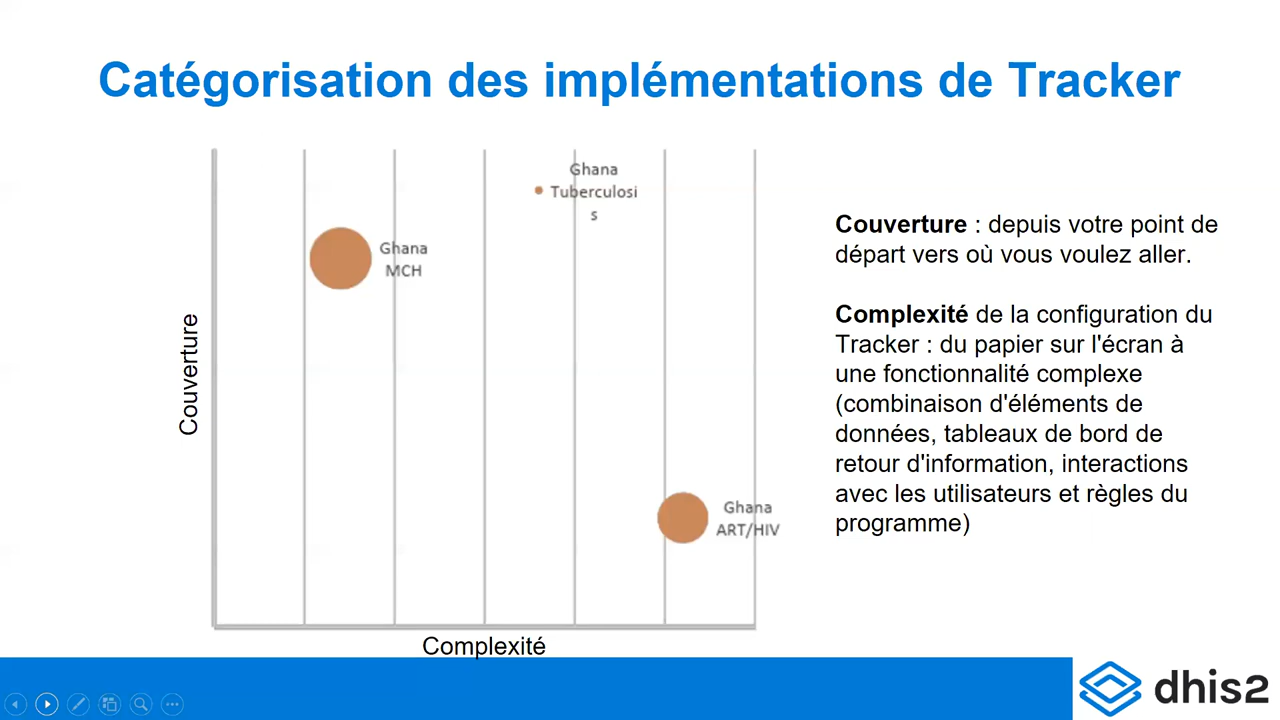 Catégorisation des implémentations de Tracker
Ghana
Tuberculosi
s
Ghana
MCH
Ghana
ART/HIV
Couverture
Complexité
Couverture : depuis votre point de
départ vers où vous voulez aller.
Complexité de la configuration du
Tracker : du papier sur l'écran à
une fonctionnalité complexe
(combinaison d'éléments de
données, tableaux de bord de
retour d'information, interactions
avec les utilisateurs et règles du
programme)
dhis2